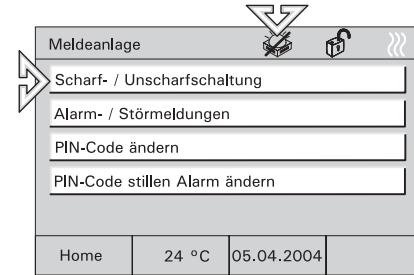 Meldeanlage
Scharf- / Unscharfschaltung
Alarm- / Störmeldungen
PIN-Code ändern
PIN-Code stillen Alarm ändern
Home 24 °C 05.04.2004